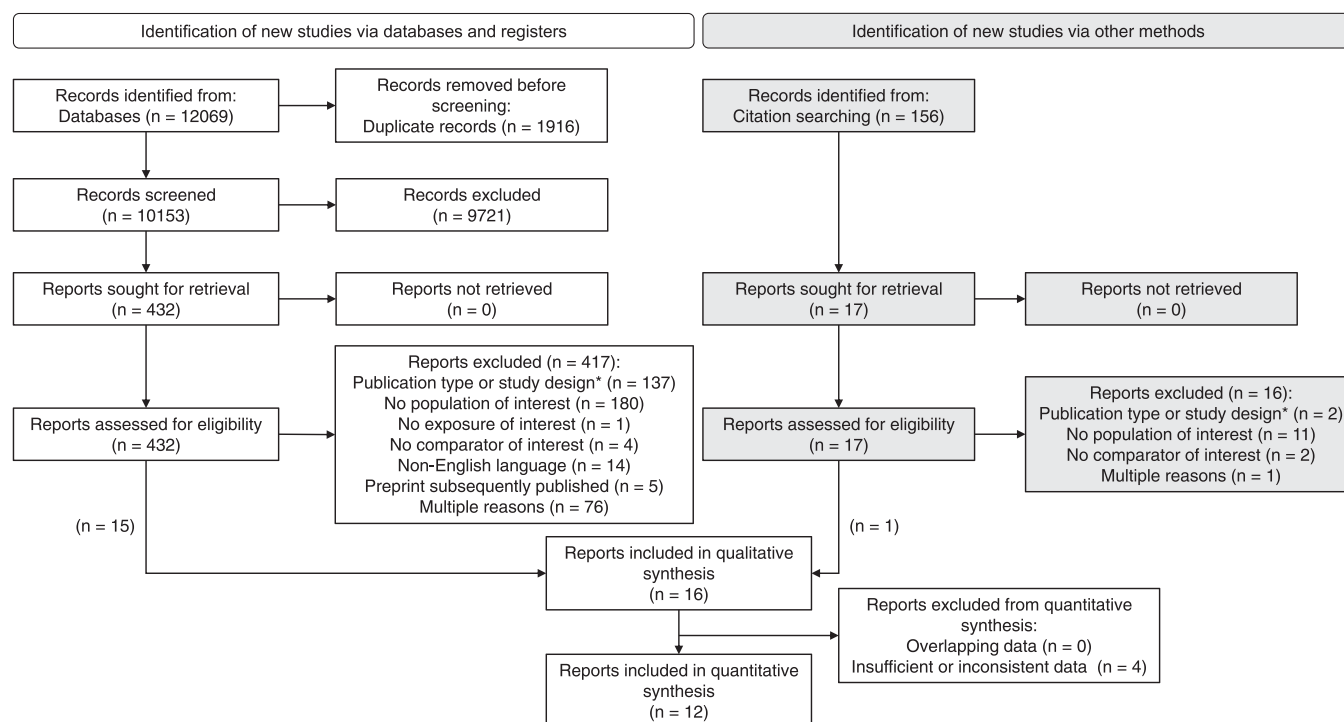 Identification of new studies via databases and registers
Identification of new studies via other methods
Records identified from:
Databases (n = 12069)
Records removed before
screening:
Duplicate records (n = 1916)
Records identified from:
Citation searching (n = 156)
Records screened
(n = 10153)
Records excluded
(n = 9721)
Reports sought for retrieval
(n = 432)
Reports not retrieved
(n = 0)
Reports sought for retrieval
(n = 17)
Reports not retrieved
(n = 0)
Reports assessed for eligibility
(n = 432)
Reports excluded (n = 417):
Publication type or study design* (n = 137)
No population of interest (n = 180)
No exposure of interest (n = 1)
No comparator of interest (n = 4)
Non-English language (n = 14)
Preprint subsequently published (n = 5)
Multiple reasons (n = 76)
Reports assessed for eligibility
(n = 17)
Reports excluded (n = 16):
Publication type or study design* (n = 2)
No population of interest (n = 11)
No comparator of interest (n = 2)
Multiple reasons (n = 1)
(n = 15)
(n = 1)
Reports included in qualitative
synthesis
(n = 16)
Reports excluded from quantitative
synthesis:
Overlapping data (n = 0)
Insufficient or inconsistent data (n = 4)
Reports included in quantitative
synthesis
(n = 12)